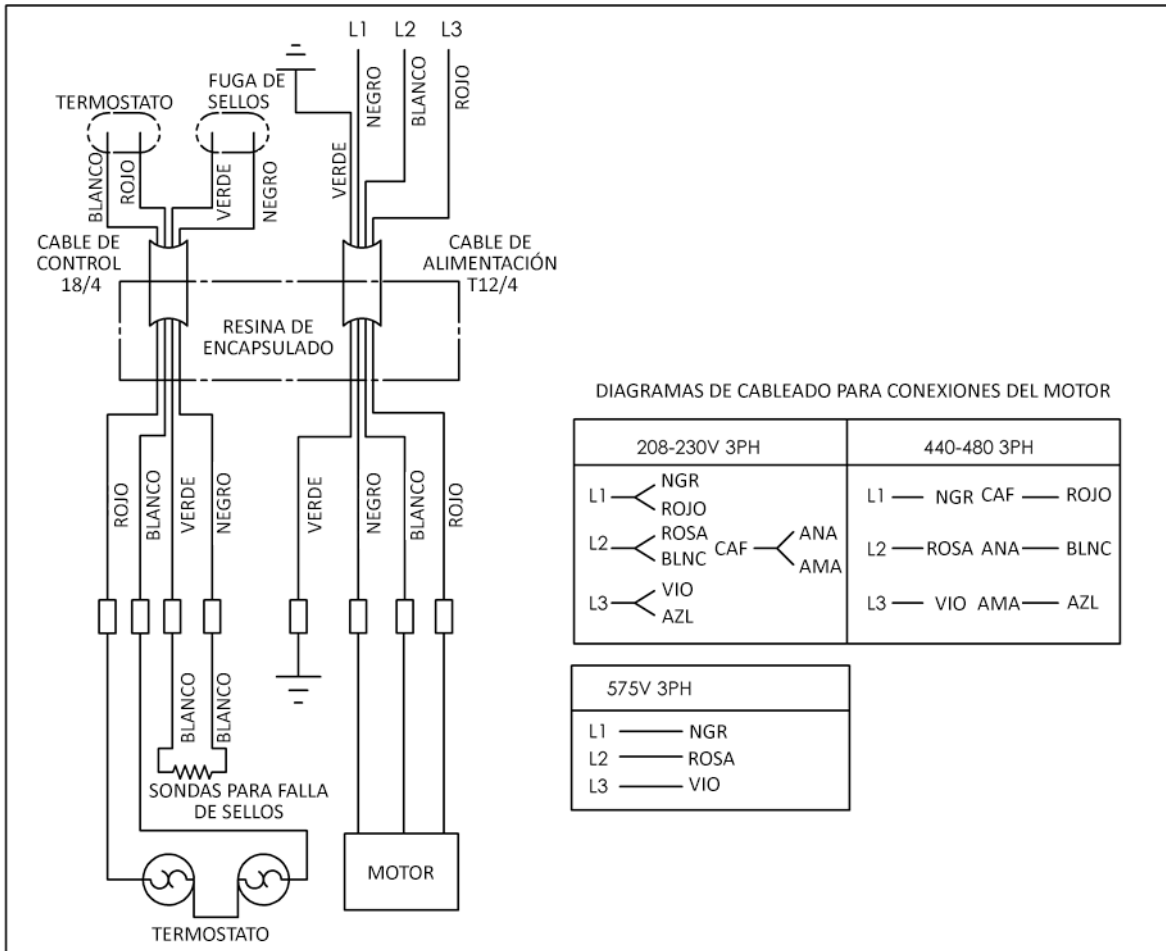 L1 L2 L3
TERMOSTATO
FUGA DE
SELLOS
BLANCO
ROJO
VERDE
NEGRO
VERDE
NEGRO
BLANCO
ROJO
CABLE DE
CONTROL
18/4
CABLE DE
ALIMENTACIÓN
T12/4
RESINA DE
ENCAPSULADO
ROJO
BLANCO
VERDE
NEGRO
VERDE
NEGRO
BLANCO
ROJO
BLANCO
BLANCO
SONDAS PARA FALLA
DE SELLOS
MOTOR
TERMOSTATO
DIAGRAMAS DE CABLEADO PARA CONEXIONES DEL MOTOR
208-230V 3PH
L1 NGR
ROJO
L2 ROSA
BLNC
CAF ANA
AMA
L3 VIO
AZL
440-480 3PH
L1 NGR CAF ROJO
L2 ROSA ANA BLNC
L3 VIO AMA AZL
575V 3PH
L1 NGR
L2 ROSA
L3 VIO